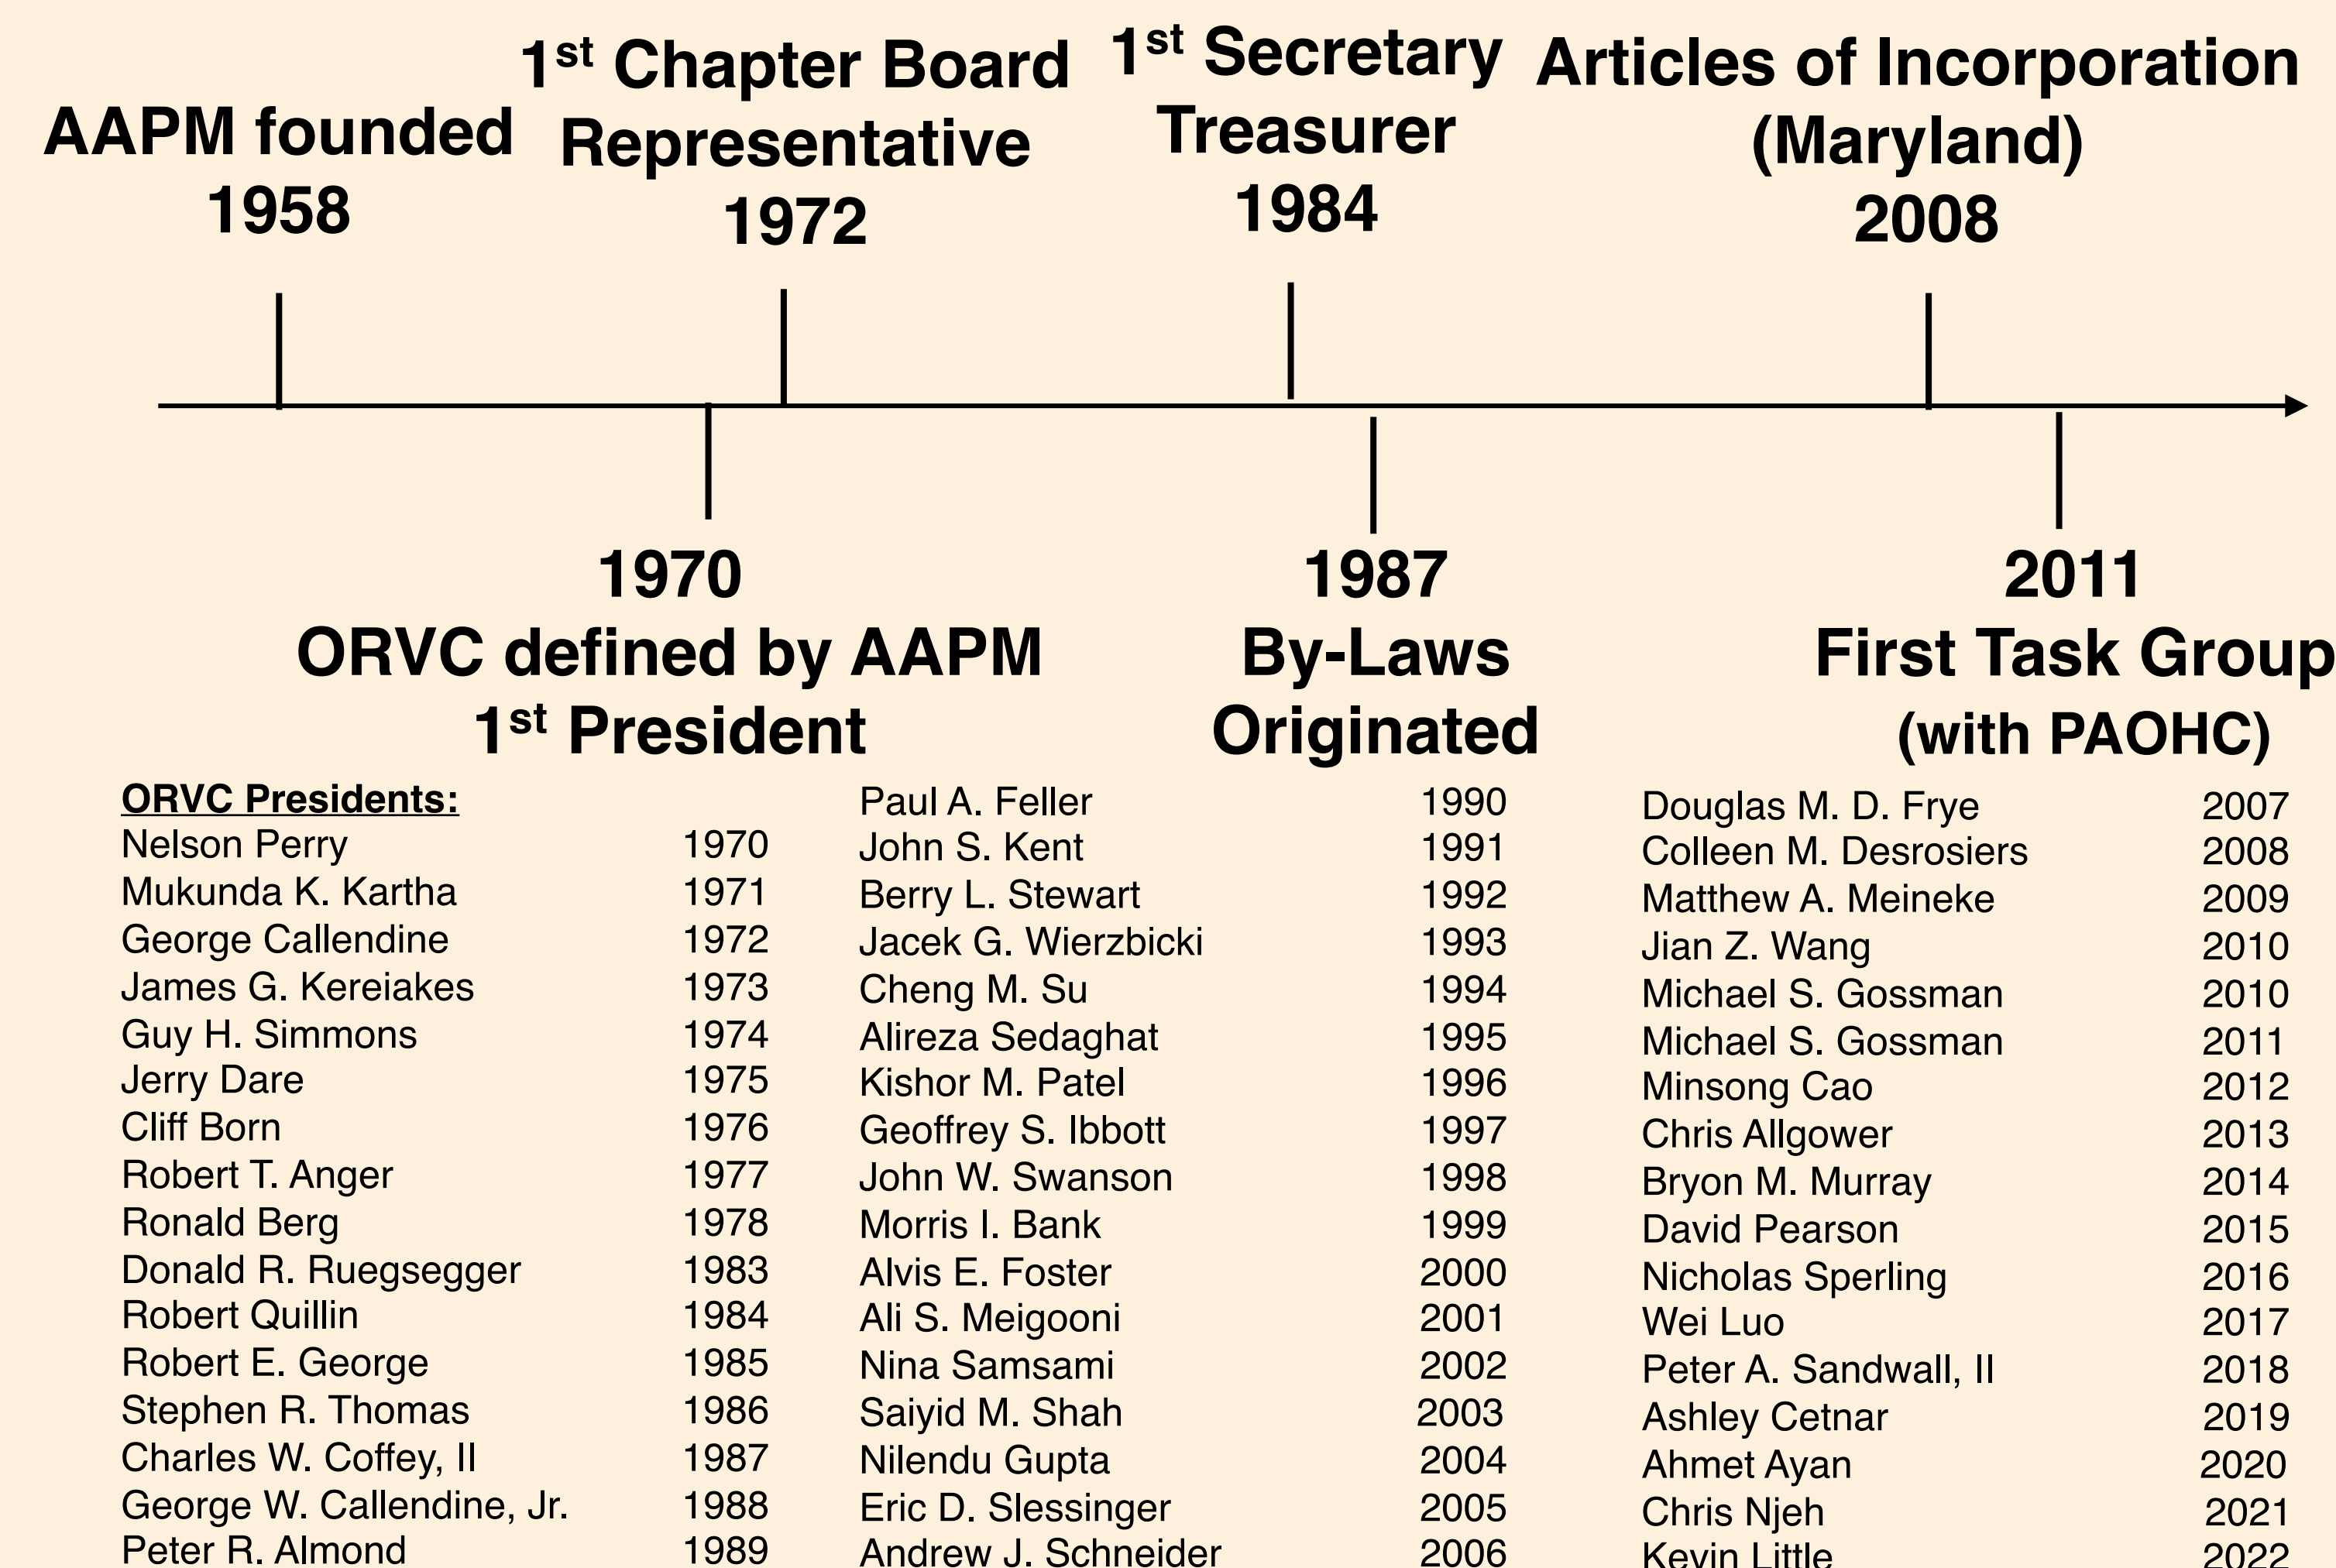 AAPM founded
1958
1st Chapter Board
Representative
1972
1st Secretary
Treasurer
1984
Articles of Incorporation
(Maryland)
2008
1970
ORVC defined by AAPM
1st President
1987
By-Laws
Originated
2011
First Task Group
(with PAOHC)
ORVC Presidents:
Nelson Perry 1970
Mukunda K. Kartha 1971
George Callendine 1972
James G. Kereiakes 1973
Guy H. Simmons 1974
Jerry Dare 1975
Cliff Born 1976
Robert T. Anger 1977
Ronald Berg 1978
Donald R. Ruegsegger 1983
Robert Quillin 1984
Robert E. George 1985
Stephen R. Thomas 1986
Charles W. Coffey, II 1987
George W. Callendine, Jr. 1988
Peter R. Almond 1989
Paul A. Feller 1990
John S. Kent 1991
Berry L. Stewart 1992
Jacek G. Wierzbicki 1993
Cheng M. Su 1994
Alireza Sedaghat 1995
Kishor M. Patel 1996
Geoffrey S. Ibbott 1997
John W. Swanson 1998
Morris I. Bank 1999
Alvis E. Foster 2000
Ali S. Meigooni 2001
Nina Samsami 2002
Saiyid M. Shah 2003
Nilendu Gupta 2004
Eric D. Slessinger 2005
Andrew J. Schneider 2006
Douglas M. D. Frye 2007
Colleen M. Desrosiers 2008
Matthew A. Meineke 2009
Jian Z. Wang 2010
Michael S. Gossman 2010
Michael S. Gossman 2011
Minsong Cao 2012
Chris Allgower 2013
Bryon M. Murray 2014
David Pearson 2015
Nicholas Sperling 2016
Wei Luo 2017
Peter A. Sandwall, II 2018
Ashley Cetnar 2019
Ahmet Ayan 2020
Chris Njeh 2021
Kevin Little 2022